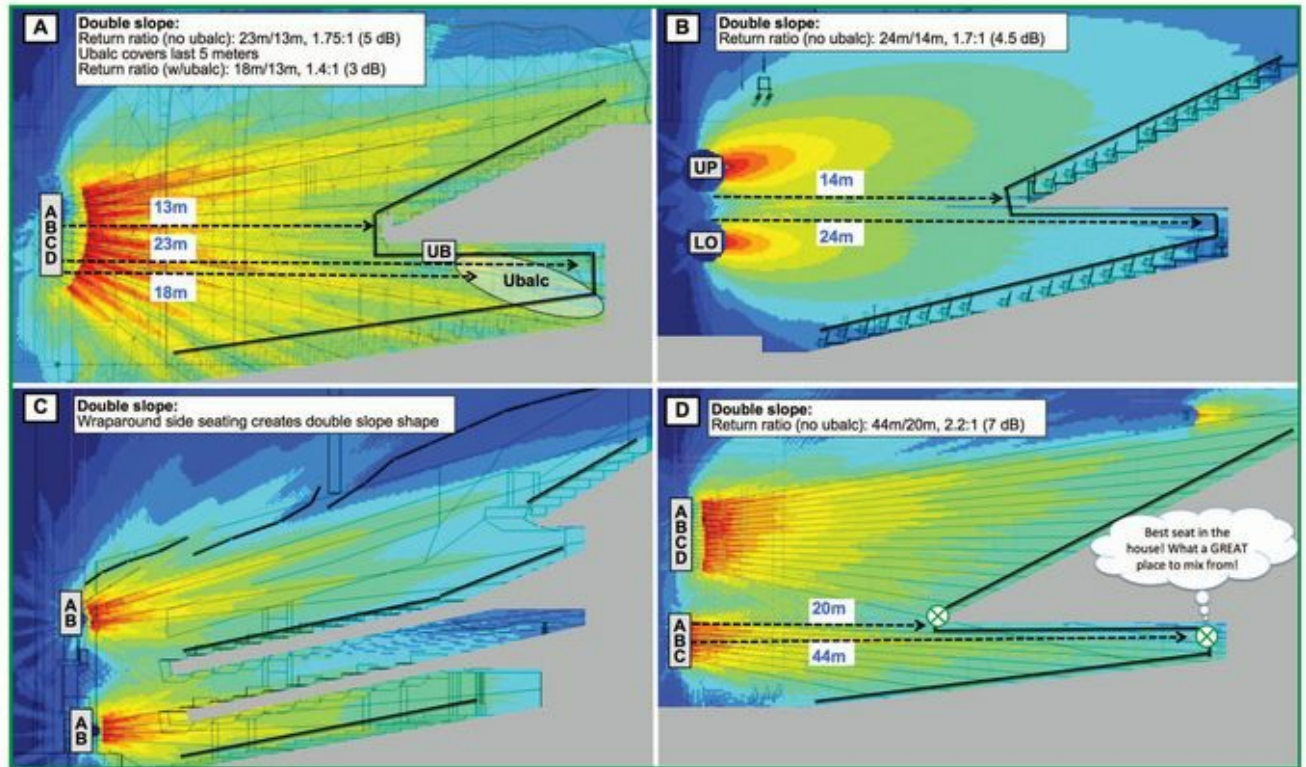 A
Double slope:
Return ratio (no ubalc): 23m/13m, 1.75:1 (5 dB)
Ubalc covers last 5 meters
Return ratio (w/ubalc): 18m/13m, 1.4:1 (3 dB)
A
B
C
D
13m
23m
18m
UB
Ubalc
B
Double slope:
Return ratio (no ubalc): 24m/14m, 1.7:1 (4.5 dB)
UP
14m
LO
24m
C
Double slope:
Wraparound side seating creates double slope shape
A
B
A
B
D
Double slope:
Return ratio (no ubalc): 44m/20m, 2.2:1 (7 dB)
A
B
C
D
Best seat in the
house! What a GREAT
place to mix from!
A
B
C
20m
44m